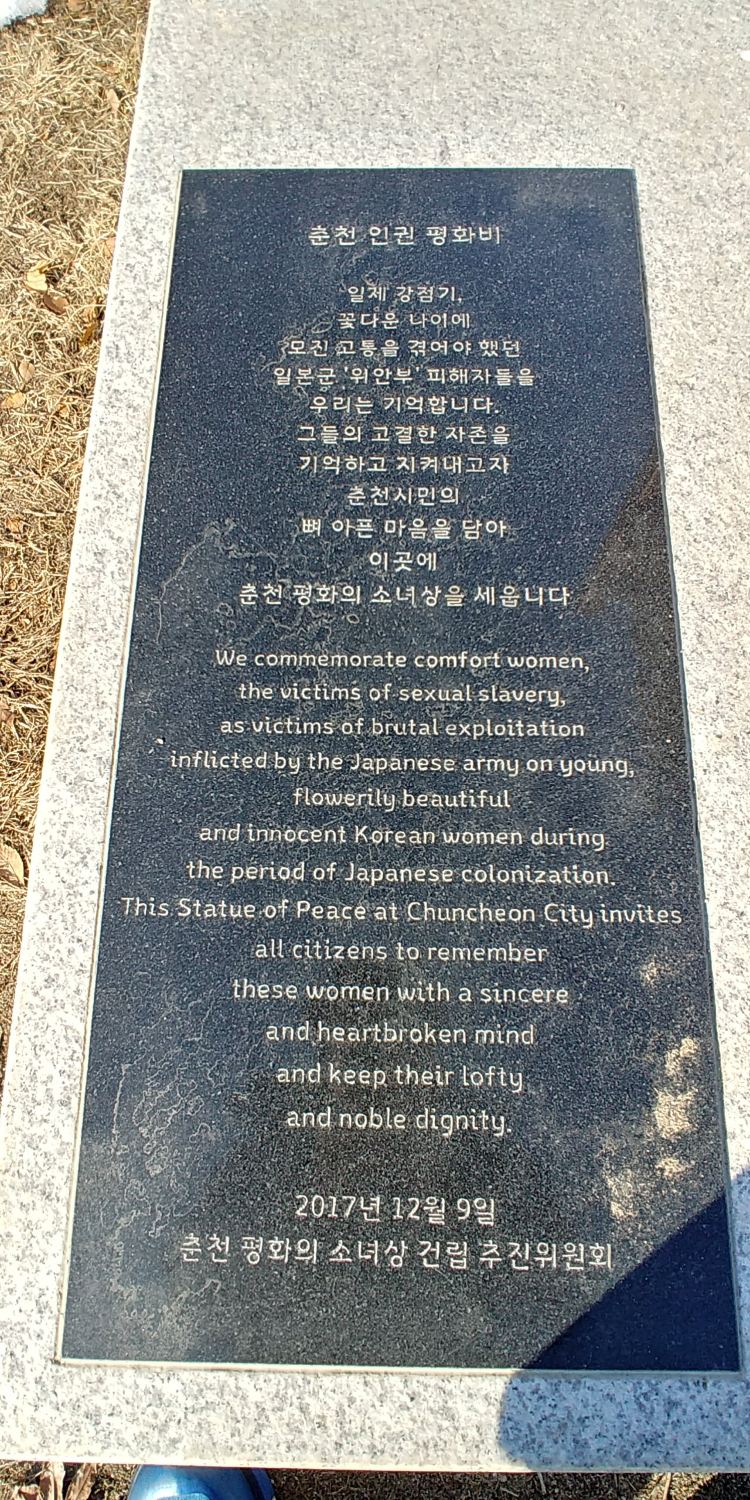 춘천 인권 평화비
일제 강점기,
꽃다운 나이에
모진 고통을 겪어야 했던
일본군 '위안부' 피해자들을
우리는 기억합니다.
그들의 고결한 자존을
기억하고 지켜내고자
춘천시민의
뼈 아픈 마음을 담아
이곳에
춘천 평화의 소녀상을 세웁니다
We commemorate comfort women,
the victims of sexual slavery,
as victims of brutal exploitation
inflicted by the Japanese army on young,
flowerily beautiful
and innocent Korean women during
the period of Japanese colonization.
This Statue of Peace at Chuncheon City invites
all citizens to remember
these women with a sincere
and heartbroken mind
and keep their lofty
and noble dignity.
2017년 12월 9일
춘천 평화의 소녀상 건립 추진위원회